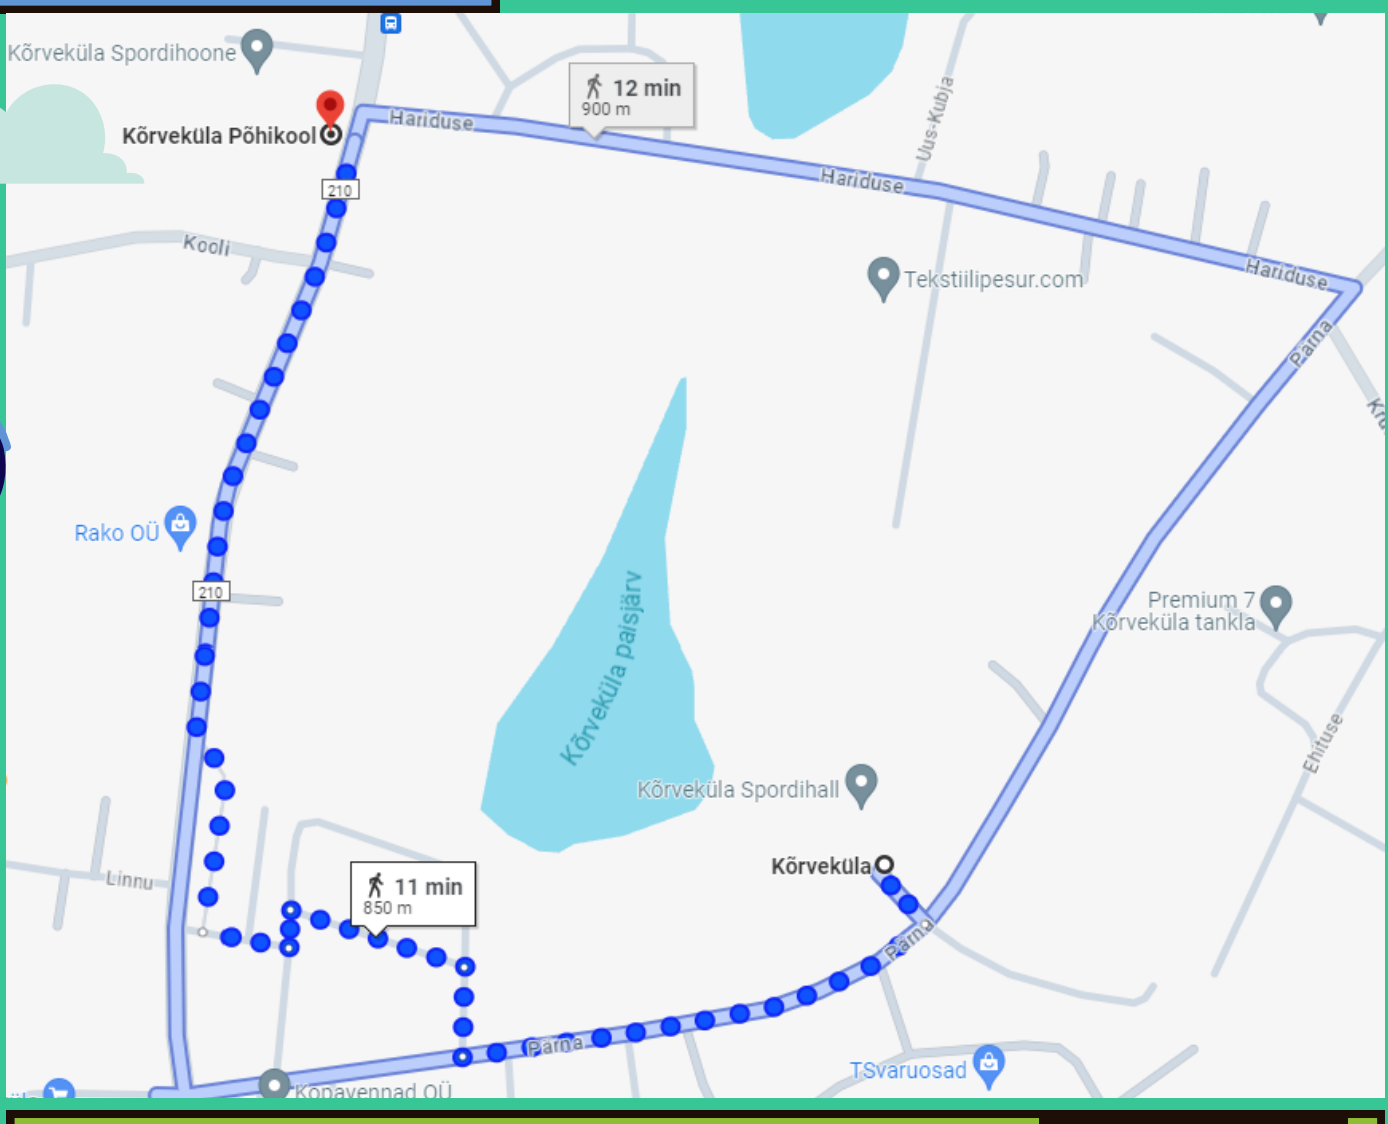 Kõrveküla Spordihoone
12 min
900 m
Kõrveküla Põhikool
Hariduse
Uus-Kubja
210
Hariduse
Kooli
Hariduse
Tekstiilipesur.com
Pärna
Rako OÜ
210
Kõrveküla paisjärv
Premium 7
Kõrveküla tankla
Ehituse
Kõrveküla Spordihall
Kõrveküla
Linnu
11 min
850 m
Pärna
Pärna
TSvaruosad
Kopavennad OÜ